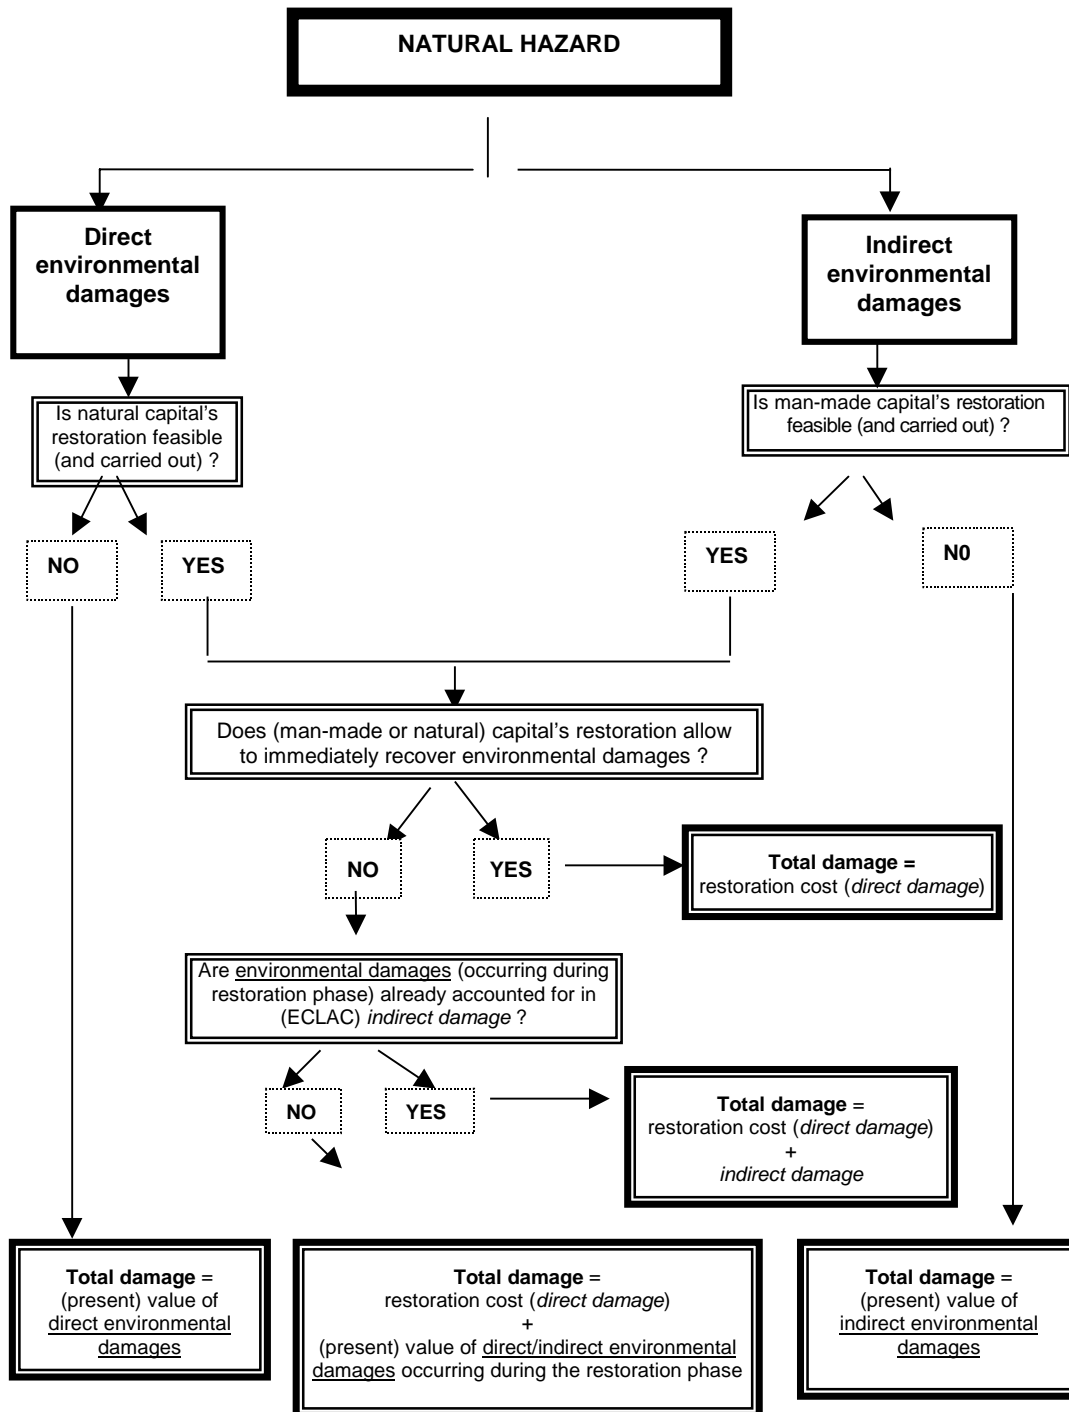 NATURAL HAZARD
Direct
environmental
damages
Indirect
environmental
damages
Is natural capital's
restoration feasible
(and carried out) ?
Is man-made capital's restoration
feasible (and carried out) ?
NO
YES
YES
N0
Does (man-made or natural) capital's restoration allow
to immediately recover environmental damages ?
NO
YES
Total damage =
restoration cost (direct damage)
Are environmental damages (occurring during
restoration phase) already accounted for in
(ECLAC) indirect damage ?
NO
YES
Total damage =
restoration cost (direct damage)
+
indirect damage
Total damage =
(present) value of
direct environmental
damages
Total damage =
restoration cost (direct damage)
+
(present) value of direct/indirect environmental
damages occurring during the restoration phase
Total damage =
(present) value of
indirect environmental
damages